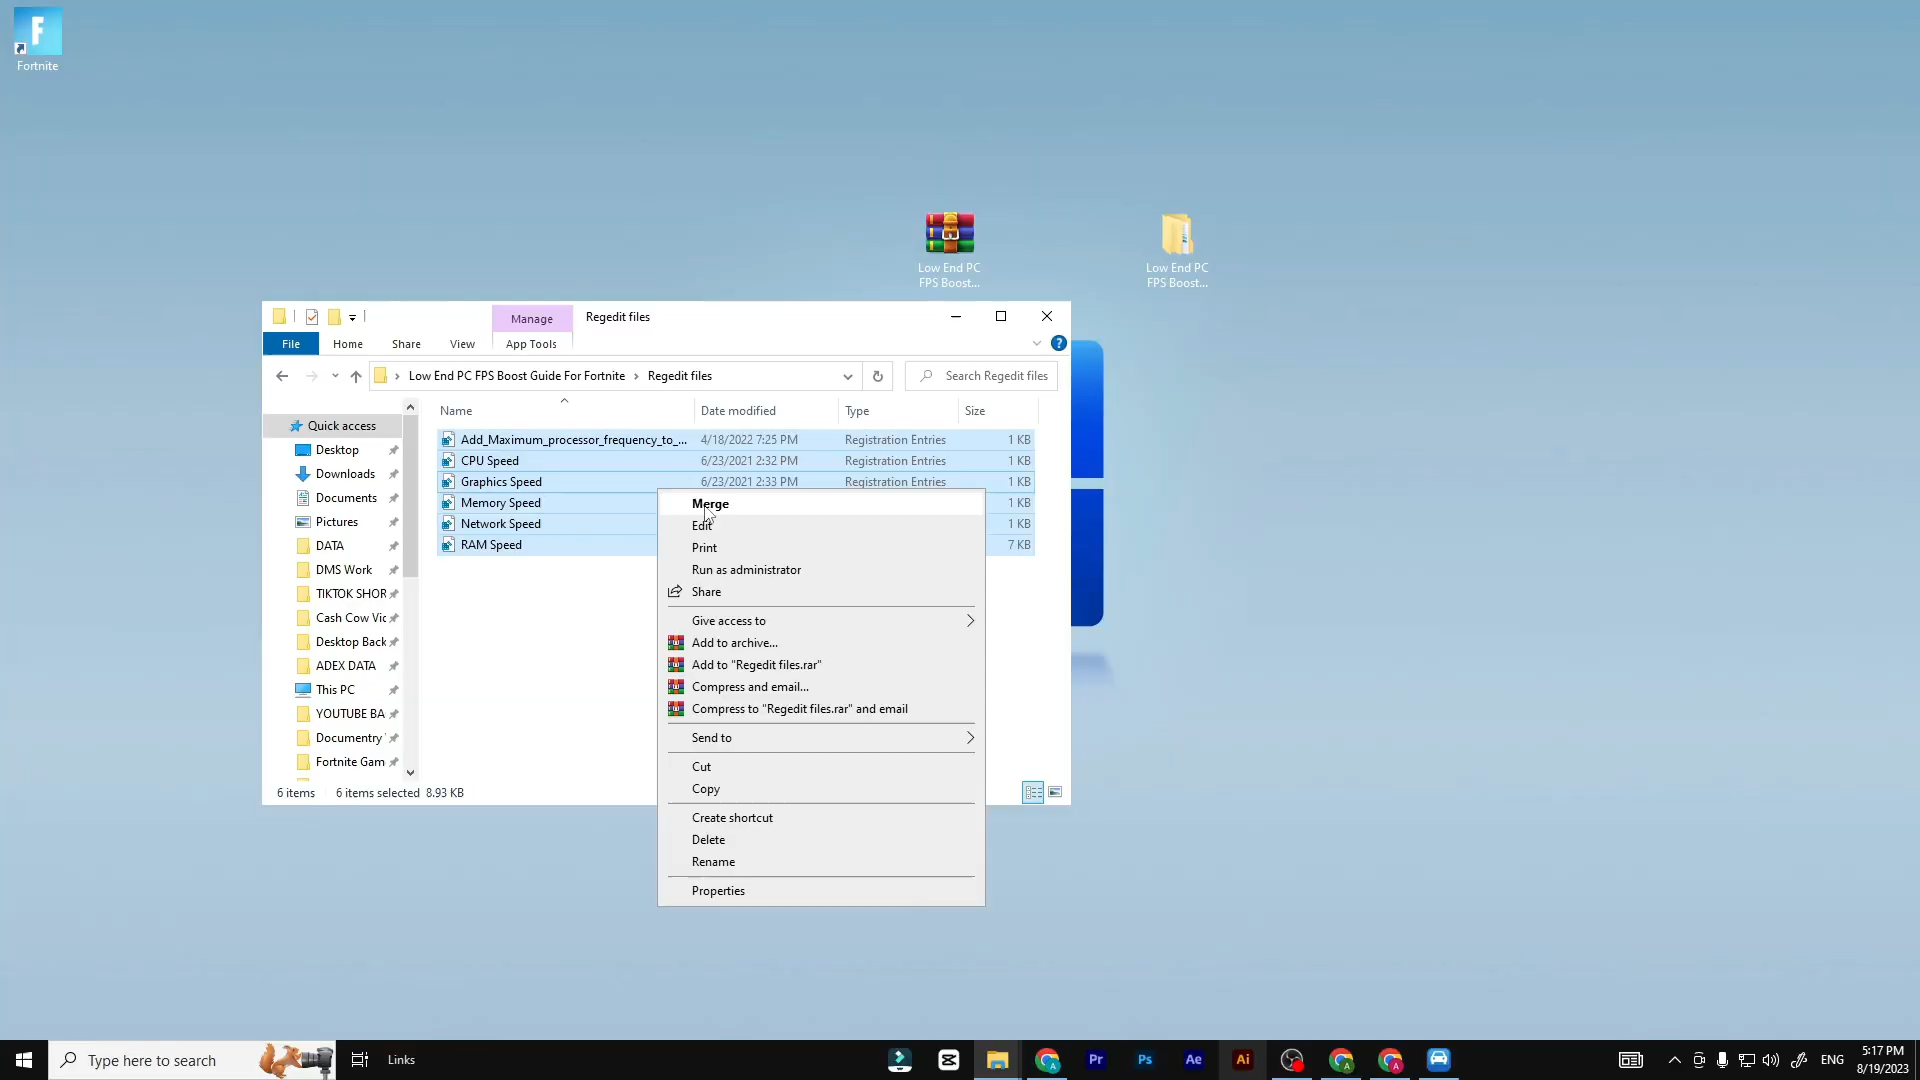 Fortnite
Low End PC
FPS Boost...
Low End PC
FPS Boost...
Manage
Regedit files
File
Home
Share
View
App Tools
Low End PC FPS Boost Guide For Fortnite
Regedit files
Search Regedit files
Name
Date modified
Type
Size
Quick access
Desktop
Downloads
Documents
Pictures
DATA
DMS Work
TIKTOK SHOR
Cash Cow Vic
Desktop Back
ADEX DATA
This PC
YOUTUBE BA
Documentry
Fortnite Gam
Add_Maximum_processor_frequency_to_... 4/18/2022 7:25 PM Registration Entries 1 KB
CPU Speed 6/23/2021 2:32 PM Registration Entries 1 KB
Graphics Speed 6/23/2021 2:33 PM Registration Entries 1 KB
Memory Speed 1 KB
Network Speed 1 KB
RAM Speed 7 KB
Merge
Edit
Print
Run as administrator
Share
Give access to
Add to archive...
Add to "Regedit files.rar"
Compress and email...
Compress to "Regedit files.rar" and email
Send to
Cut
Copy
Create shortcut
Delete
Rename
Properties
6 items
6 items selected 8.93 KB
Type here to search
Links
Pr
Ps
Ae
Ai
ENG
5:17 PM
8/19/2023